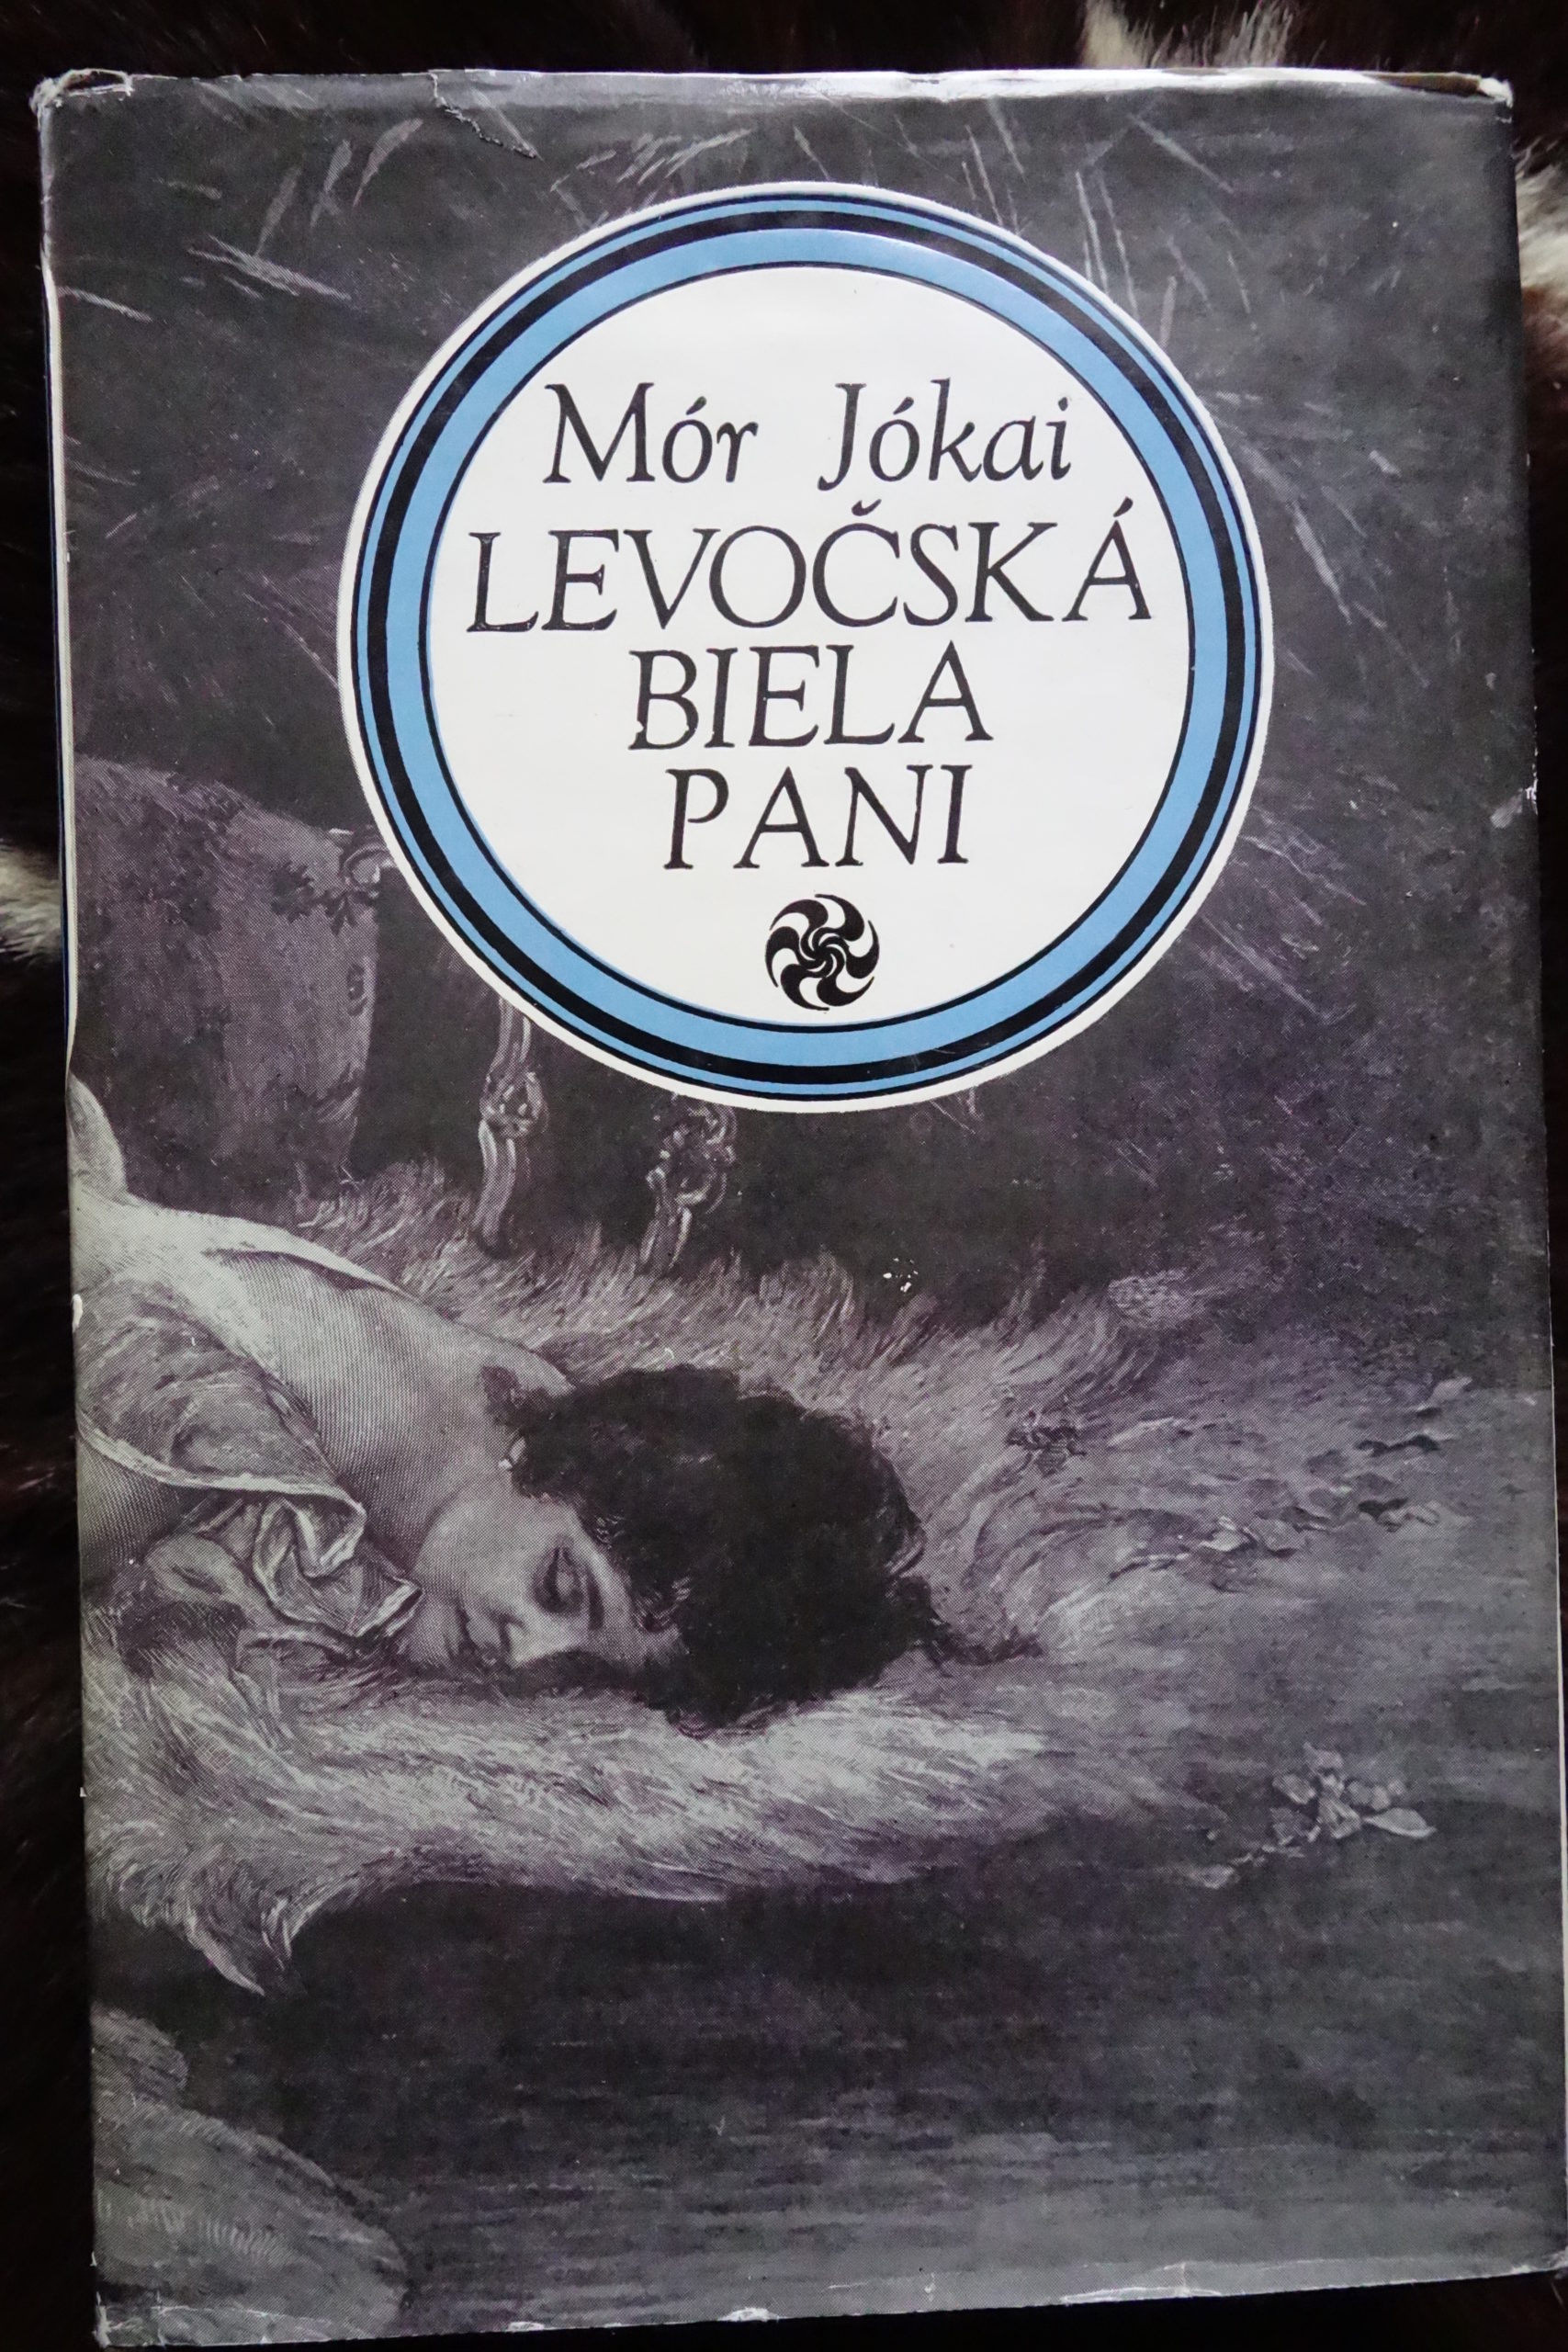 Mór Jókai
LEVOČSKÁ
BIELA
PANI